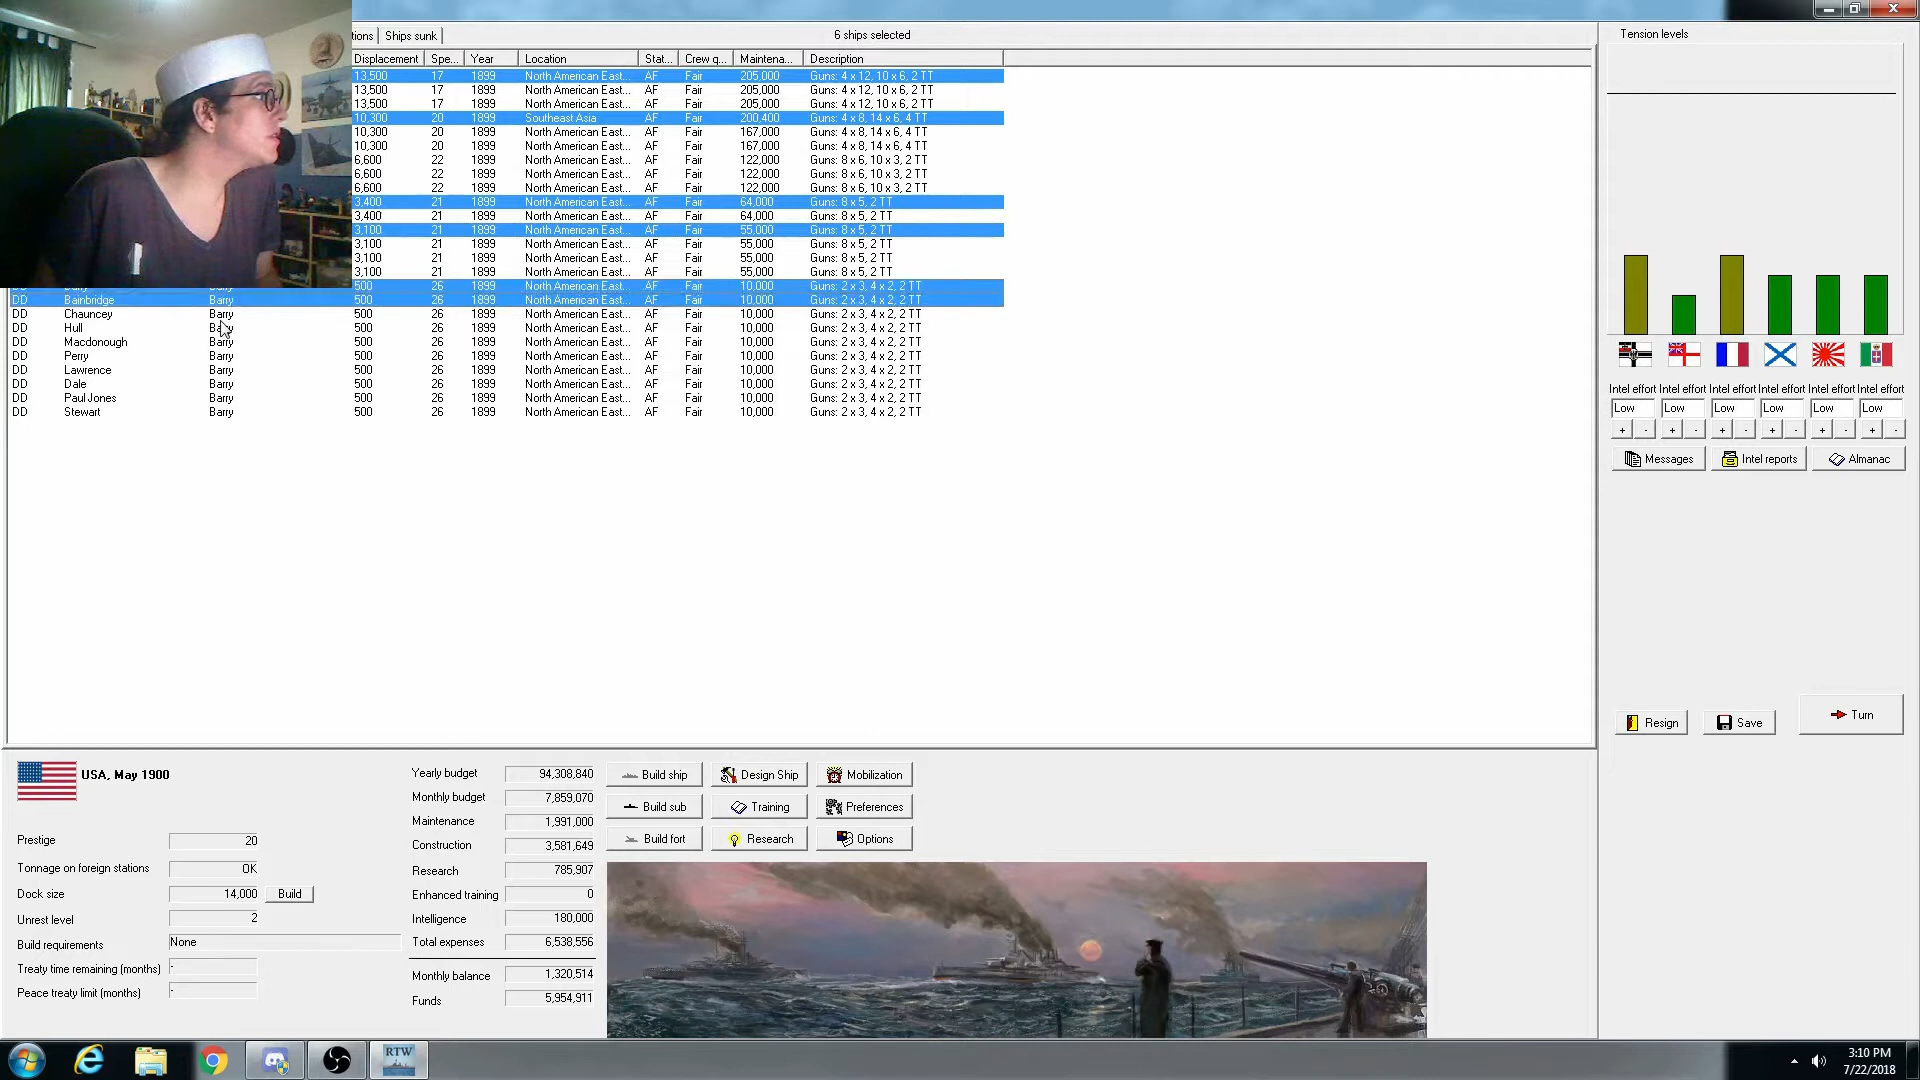 tions Ships sunk 6 ships selected Tension levels
Displacement Spe... Year Location Stat... Crew q... Maintena... Description
13,500 17 1899 North American East... AF Fair 205,000 Guns: 4 x 12, 10 x 6, 2 TT
13,500 17 1899 North American East... AF Fair 205,000 Guns: 4 x 12, 10 x 6, 2 TT
13,500 17 1899 North American East... AF Fair 205,000 Guns: 4 x 12, 10 x 6, 2 TT
10,300 20 1899 Southeast Asia AF Fair 200,400 Guns: 4 x 8, 14 x 6, 4 TT
10,300 20 1899 North American East... AF Fair 167,000 Guns: 4 x 8, 14 x 6, 4 TT
10,300 20 1899 North American East... AF Fair 167,000 Guns: 4 x 8, 14 x 6, 4 TT
6,600 22 1899 North American East... AF Fair 122,000 Guns: 8 x 6, 10 x 3, 2 TT
6,600 22 1899 North American East... AF Fair 122,000 Guns: 8 x 6, 10 x 3, 2 TT
6,600 22 1899 North American East... AF Fair 122,000 Guns: 8 x 6, 10 x 3, 2 TT
3,400 21 1899 North American East... AF Fair 64,000 Guns: 8 x 5, 2 TT
3,400 21 1899 North American East... AF Fair 64,000 Guns: 8 x 5, 2 TT
3,100 21 1899 North American East... AF Fair 55,000 Guns: 8 x 5, 2 TT
3,100 21 1899 North American East... AF Fair 55,000 Guns: 8 x 5, 2 TT
3,100 21 1899 North American East... AF Fair 55,000 Guns: 8 x 5, 2 TT
3,100 21 1899 North American East... AF Fair 55,000 Guns: 8 x 5, 2 TT
500 26 1899 North American East... AF Fair 10,000 Guns: 2 x 3, 4 x 2, 2 TT
DD Bainbridge Barry 500 26 1899 North American East... AF Fair 10,000 Guns: 2 x 3, 4 x 2, 2 TT
DD Chauncey Barry 500 26 1899 North American East... AF Fair 10,000 Guns: 2 x 3, 4 x 2, 2 TT
DD Hull Barry 500 26 1899 North American East... AF Fair 10,000 Guns: 2 x 3, 4 x 2, 2 TT
DD Macdonough Barry 500 26 1899 North American East... AF Fair 10,000 Guns: 2 x 3, 4 x 2, 2 TT
DD Perry Barry 500 26 1899 North American East... AF Fair 10,000 Guns: 2 x 3, 4 x 2, 2 TT
DD Lawrence Barry 500 26 1899 North American East... AF Fair 10,000 Guns: 2 x 3, 4 x 2, 2 TT
DD Dale Barry 500 26 1899 North American East... AF Fair 10,000 Guns: 2 x 3, 4 x 2, 2 TT
DD Paul Jones Barry 500 26 1899 North American East... AF Fair 10,000 Guns: 2 x 3, 4 x 2, 2 TT
DD Stewart Barry 500 26 1899 North American East... AF Fair 10,000 Guns: 2 x 3, 4 x 2, 2 TT
Intel effort Intel effort Intel effort Intel effort Intel effort Intel effort
Low Low Low Low Low Low
+ - + - + - + - + - + -
Messages Intel reports Almanac
Resign Save Turn
USA, May 1900
Prestige 20
Tonnage on foreign stations OK
Dock size 14,000 Build
Unrest level 2
Build requirements None
Treaty time remaining (months) -
Peace treaty limit (months) -
Yearly budget 94,308,840
Monthly budget 7,859,070
Maintenance 1,991,000
Construction 3,581,649
Research 785,907
Enhanced training 0
Intelligence 180,000
Total expenses 6,538,556
Monthly balance 1,320,514
Funds 5,954,911
Build ship Design Ship Mobilization
Build sub Training Preferences
Build fort Research Options
RTW
3:10 PM
7/22/2018